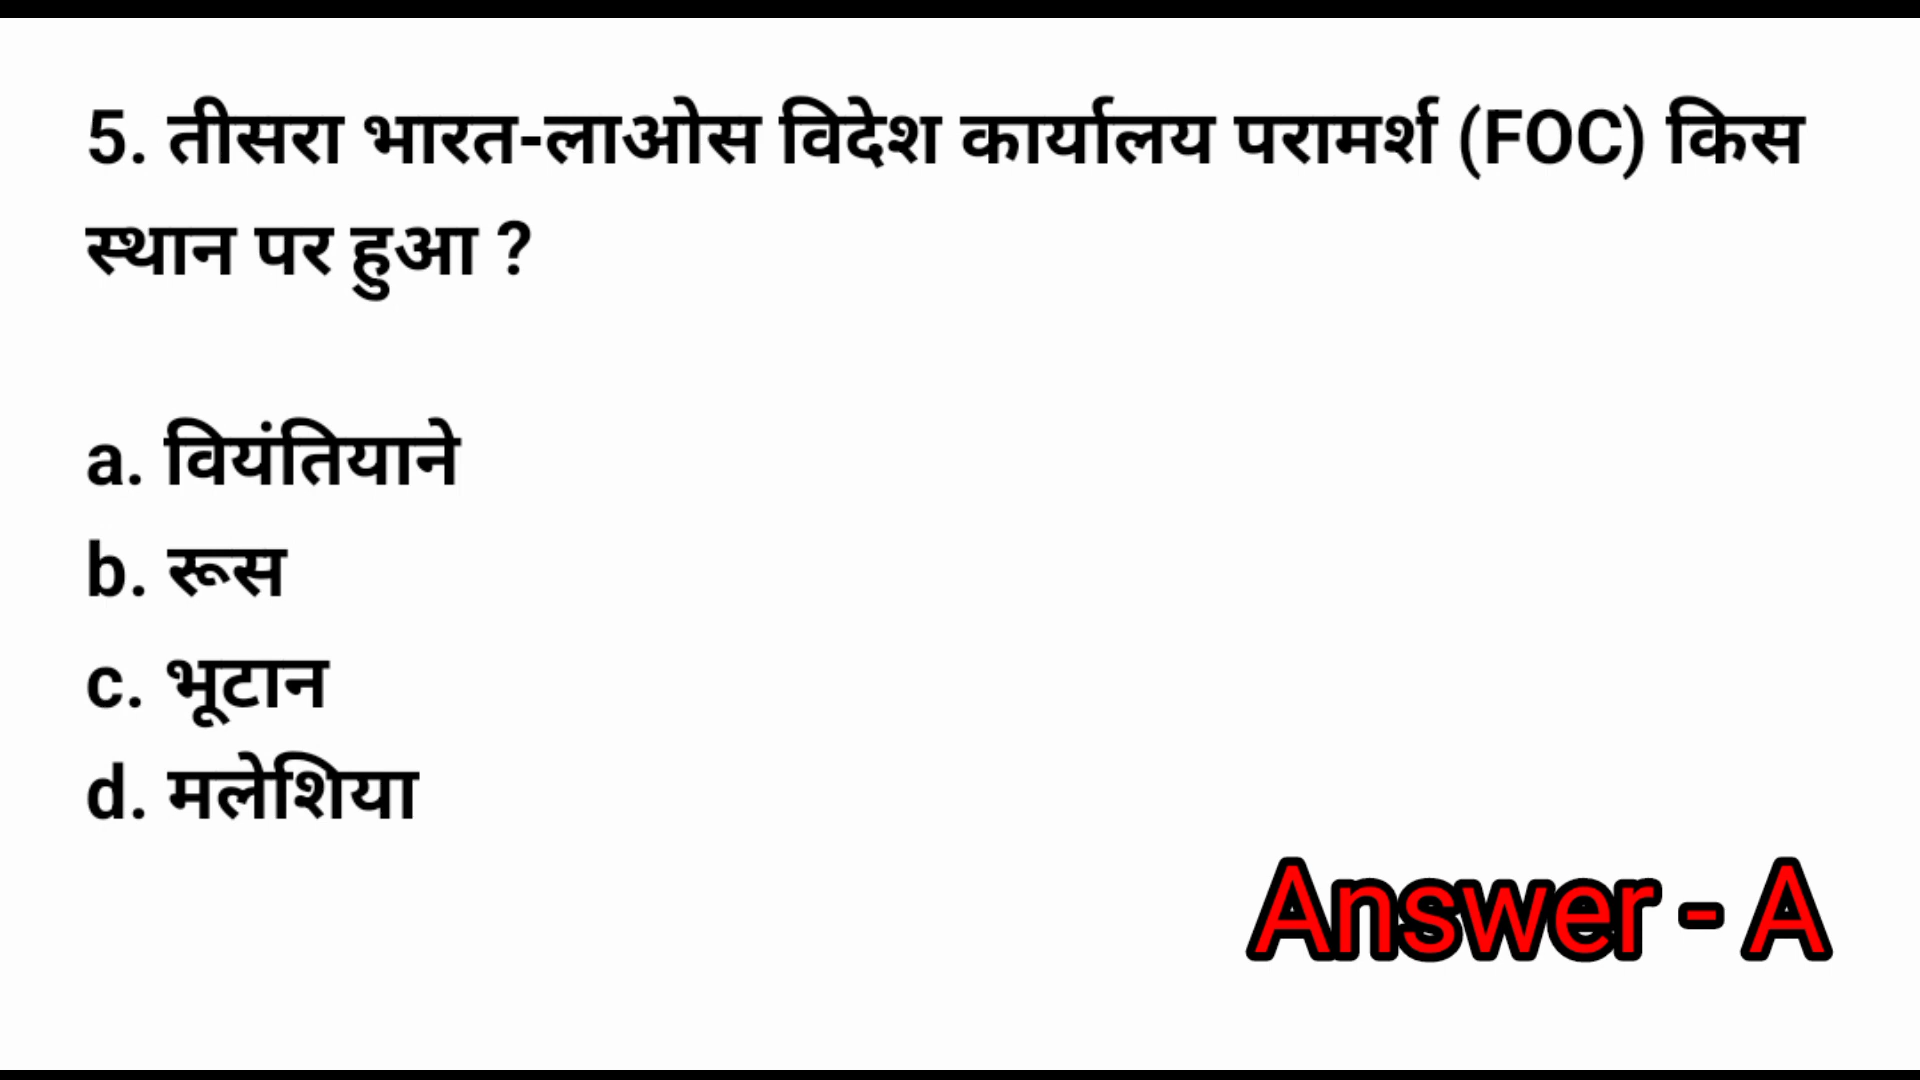 5. तीसरा भारत-लाओस विदेश कार्यालय परामर्श (FOC) किस
स्थान पर हुआ ?
a. वियंतियाने
b. रूस
c. भूटान
d. मलेशिया
Answer - A